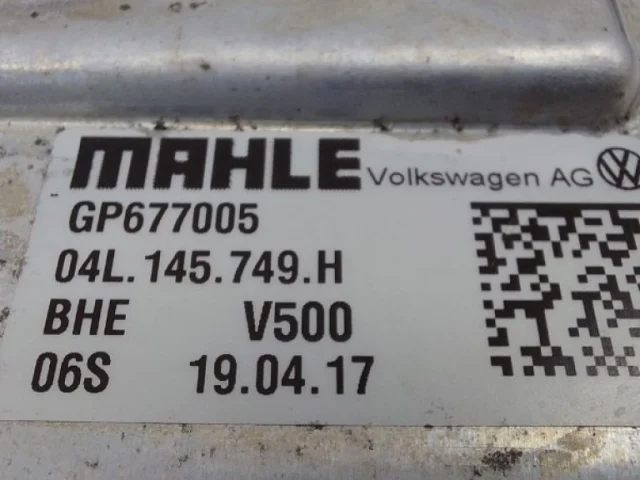 MAHLE Volkswagen AG
GP677005
04L.145.749.H
BHE V500
06S 19.04.17